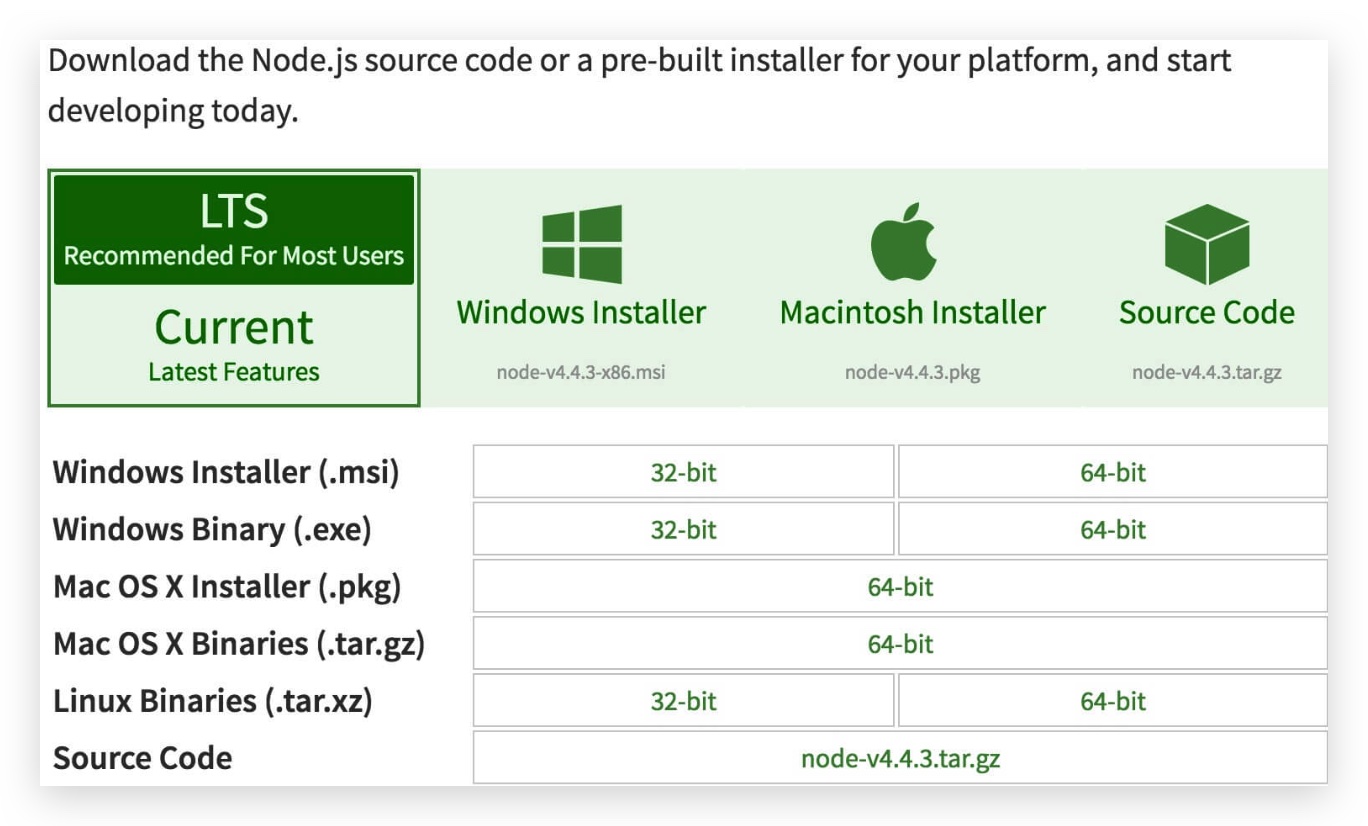 Download the Node.js source code or a pre-built installer for your platform, and start
developing today.
LTS
Recommended For Most Users
Current
Latest Features
Windows Installer
node-v4.4.3-x86.msi
Macintosh Installer
node-v4.4.3.pkg
Source Code
node-v4.4.3.tar.gz
Windows Installer (.msi) 32-bit 64-bit
Windows Binary (.exe) 32-bit 64-bit
Mac OS X Installer (.pkg) 64-bit
Mac OS X Binaries (.tar.gz) 64-bit
Linux Binaries (.tar.xz) 32-bit 64-bit
Source Code node-v4.4.3.tar.gz